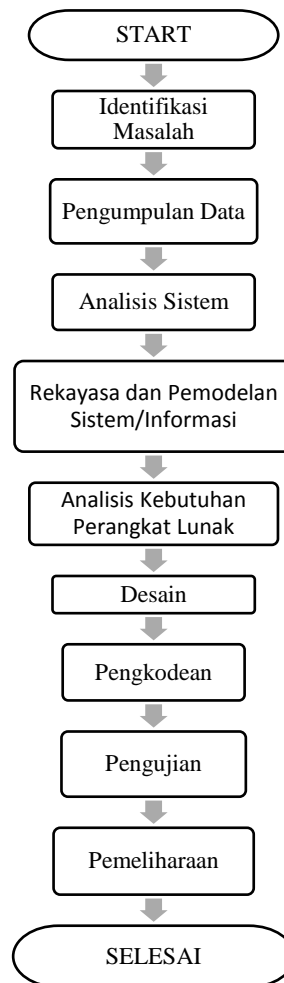 START
Identifikasi
Masalah
Pengumpulan Data
Analisis Sistem
Rekayasa dan Pemodelan
Sistem/Informasi
Analisis Kebutuhan
Perangkat Lunak
Desain
Pengkodean
Pengujian
Pemeliharaan
SELESAI